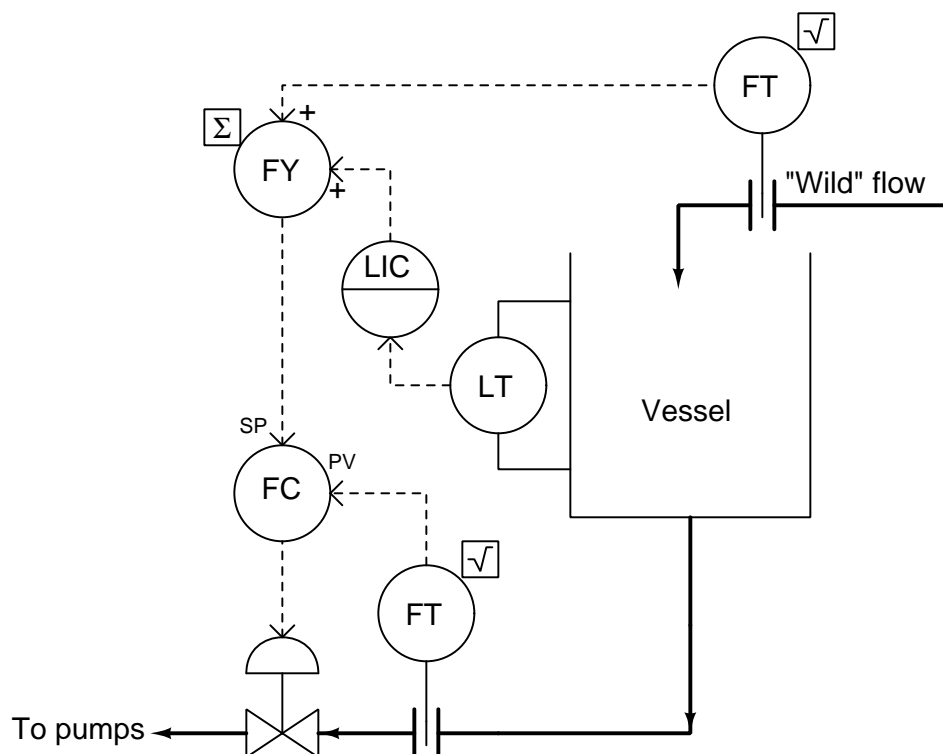 √
FT
+
Σ
FY
+
"Wild" flow
LIC
LT
Vessel
SP
PV
FC
√
FT
To pumps